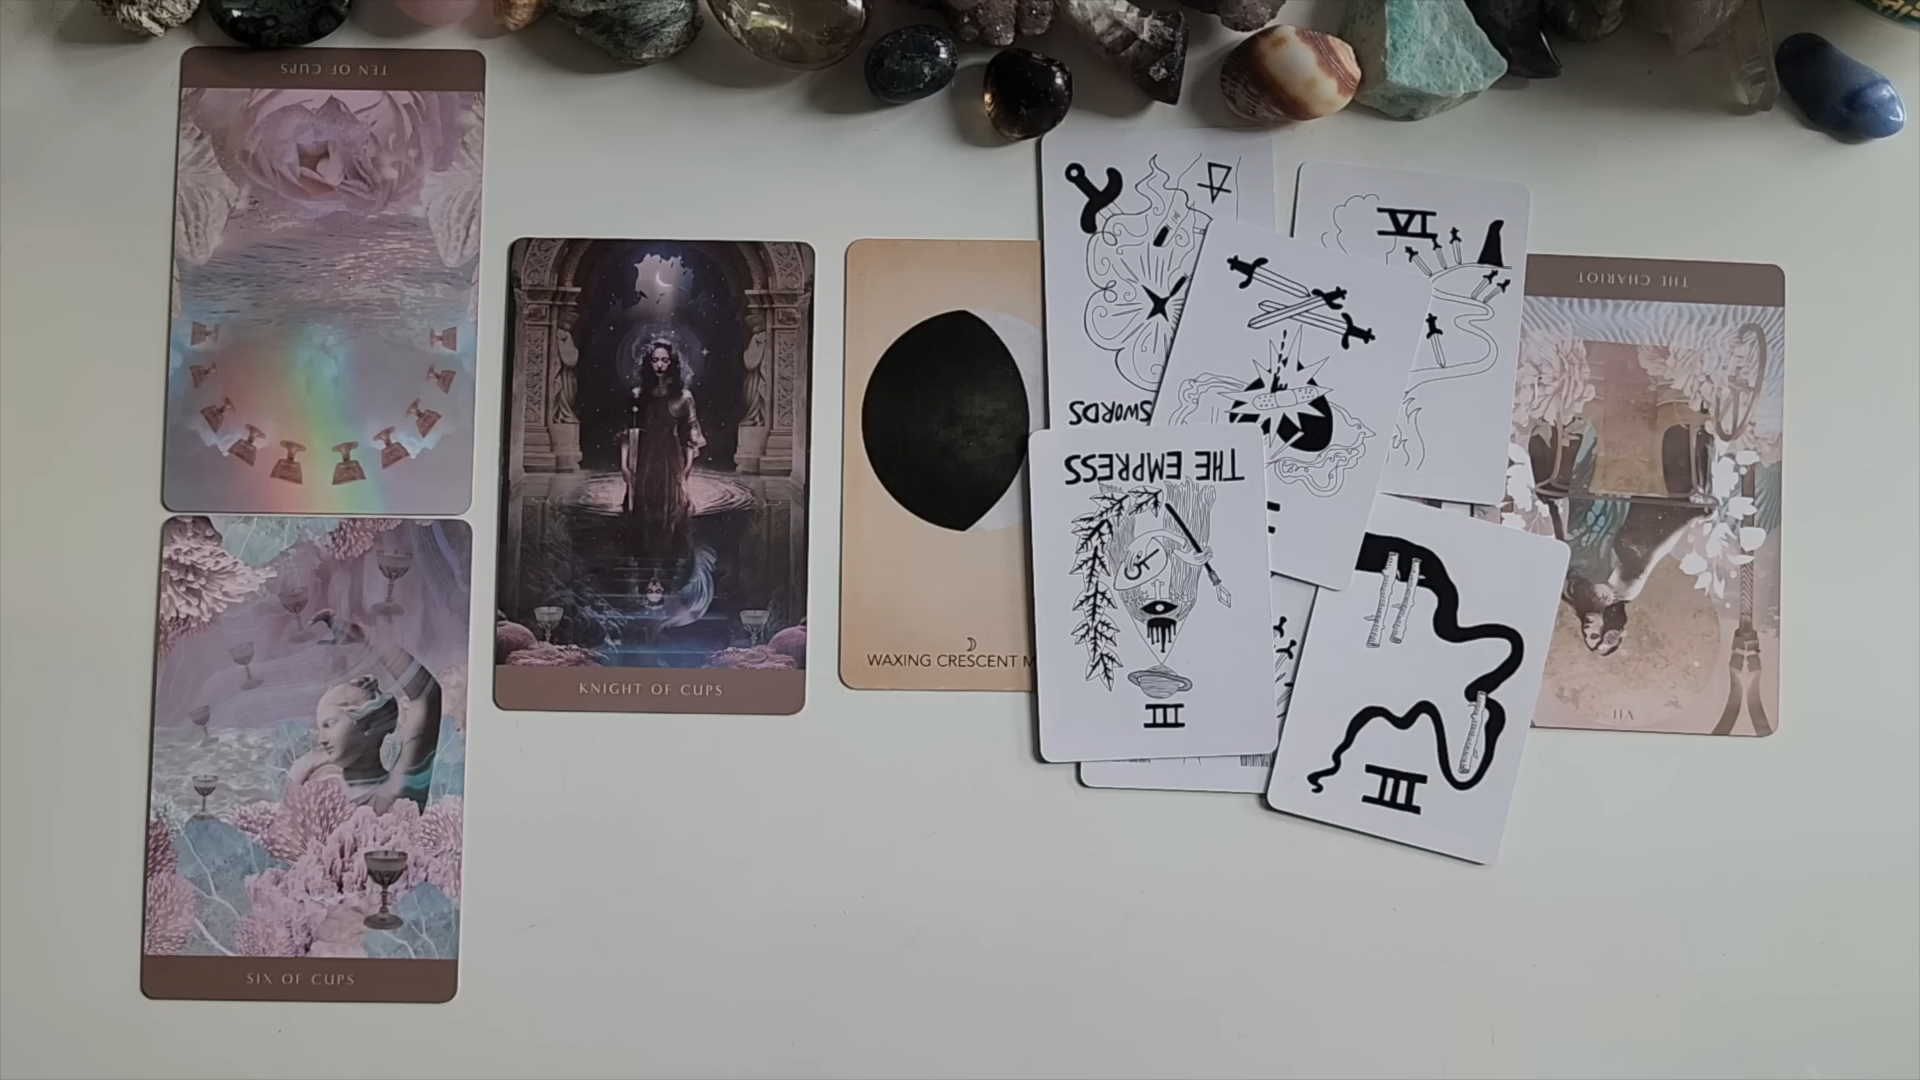 TEN OF CUPS
SIX OF CUPS
KNIGHT OF CUPS
WAXING CRESCENT M
SWORDS
VI
THE EMPRESS
III
III
THE CHARIOT
VII